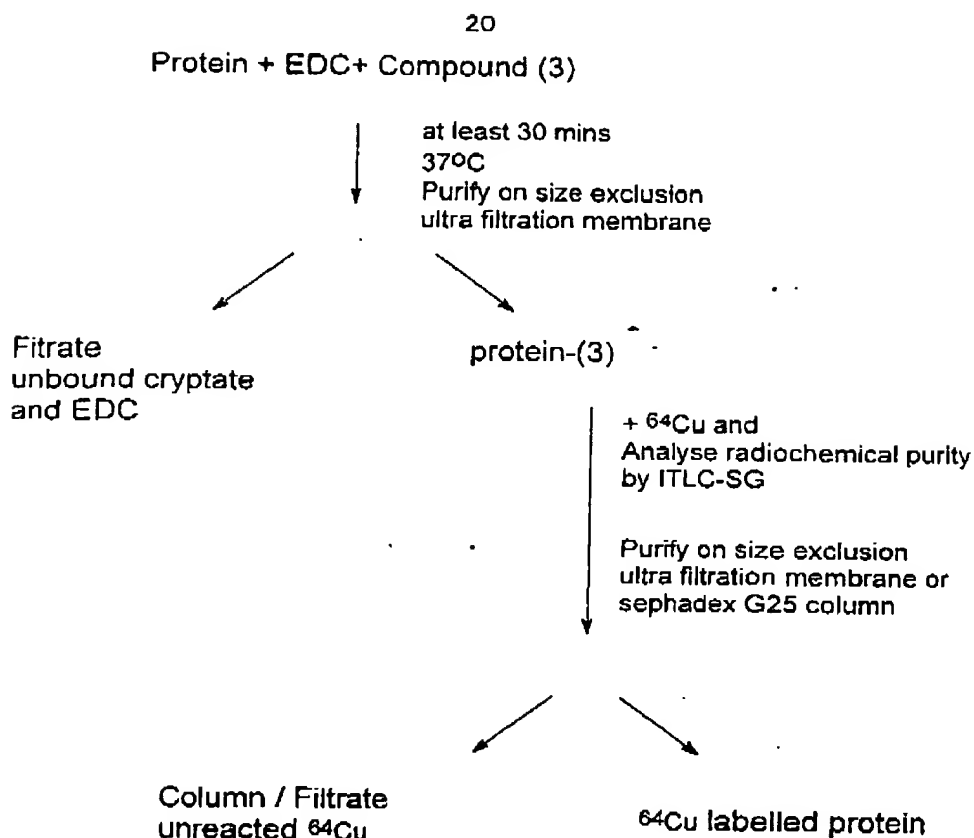 20
Protein + EDC+ Compound (3)
at least 30 mins
37ºC
Purify on size exclusion
ultra filtration membrane
Fitrate
unbound cryptate
and EDC
protein-(3)
+ ⁶⁴Cu and
Analyse radiochemical purity
by ITLC-SG
Purify on size exclusion
ultra filtration membrane or
sephadex G25 column
Column / Filtrate
unreacted ⁶⁴Cu
⁶⁴Cu labelled protein